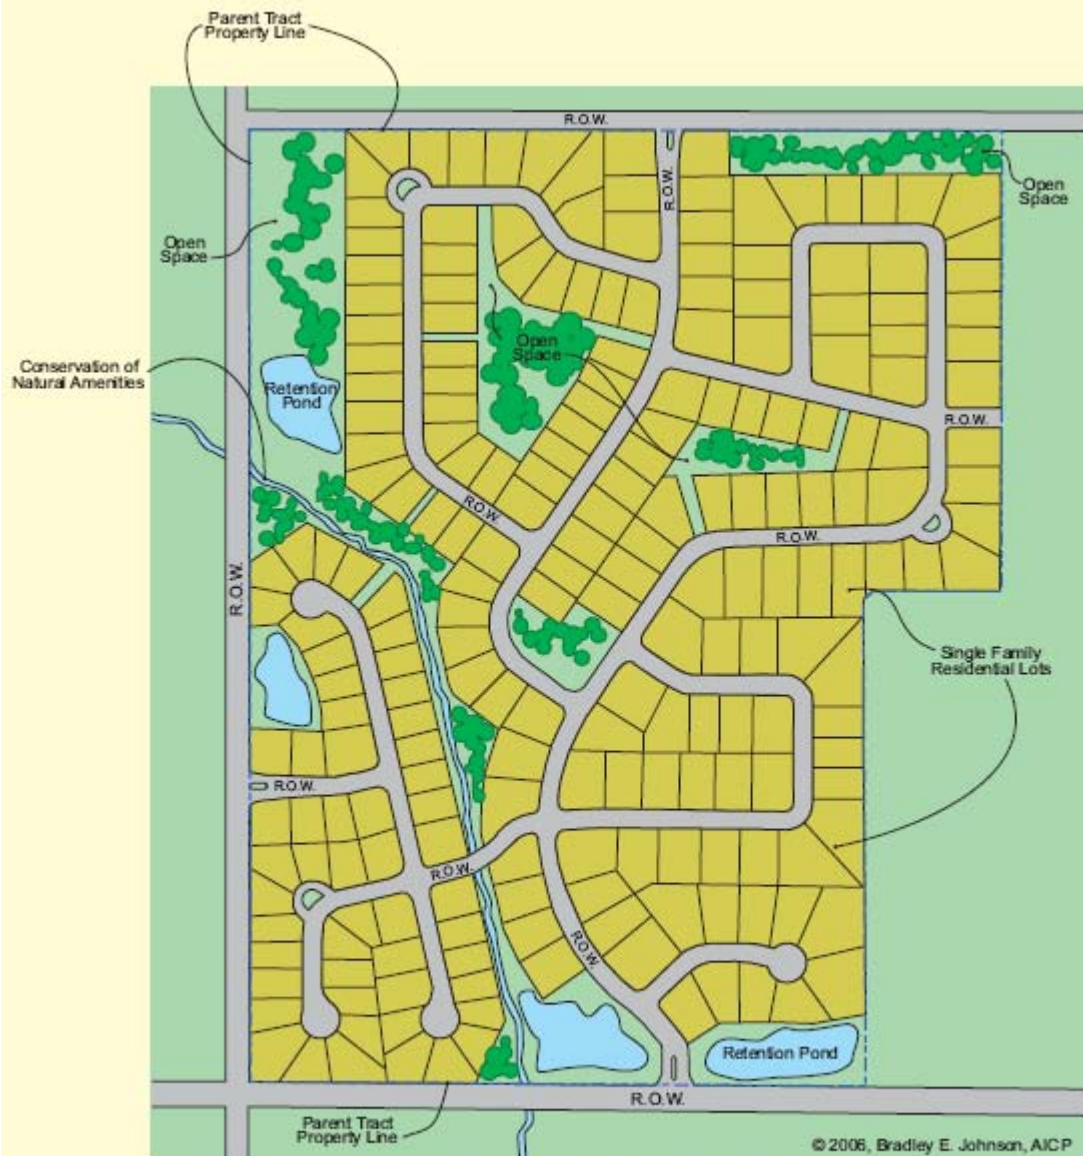 Parent Tract
Property Line
R.O.W.
R.O.W.
Open
Space
Open
Space
Open
Space
Conservation of
Natural Amenities
Retention
Pond
R.O.W.
R.O.W.
R.O.W.
R.O.W.
Single Family
Residential Lots
R.O.W.
R.O.W.
R.O.W.
Retention Pond
R.O.W.
Parent Tract
Property Line
© 2006, Bradley E. Johnson, AICP